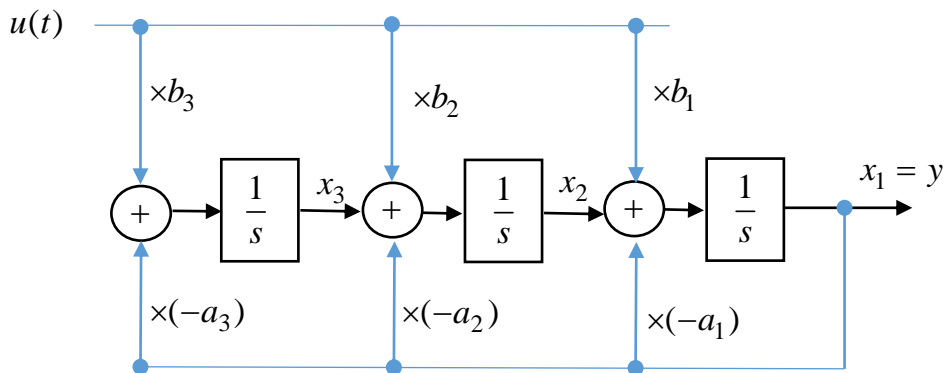 u(t)
×b₃ ×b₂ ×b₁
x₃ x₂ x₁ = y
+ 1/s + 1/s + 1/s
×(−a₃) ×(−a₂) ×(−a₁)